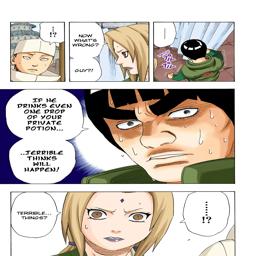 ...
!?
NOW
WHAT'S
WRONG?
GUY?!
IF HE
DRINKS EVEN
ONE DROP
OF YOUR
PRIVATE
POTION...
..TERRIBLE
THINKS
WILL
HAPPEN!
TERRIBLE...
THINGS?
...
!?